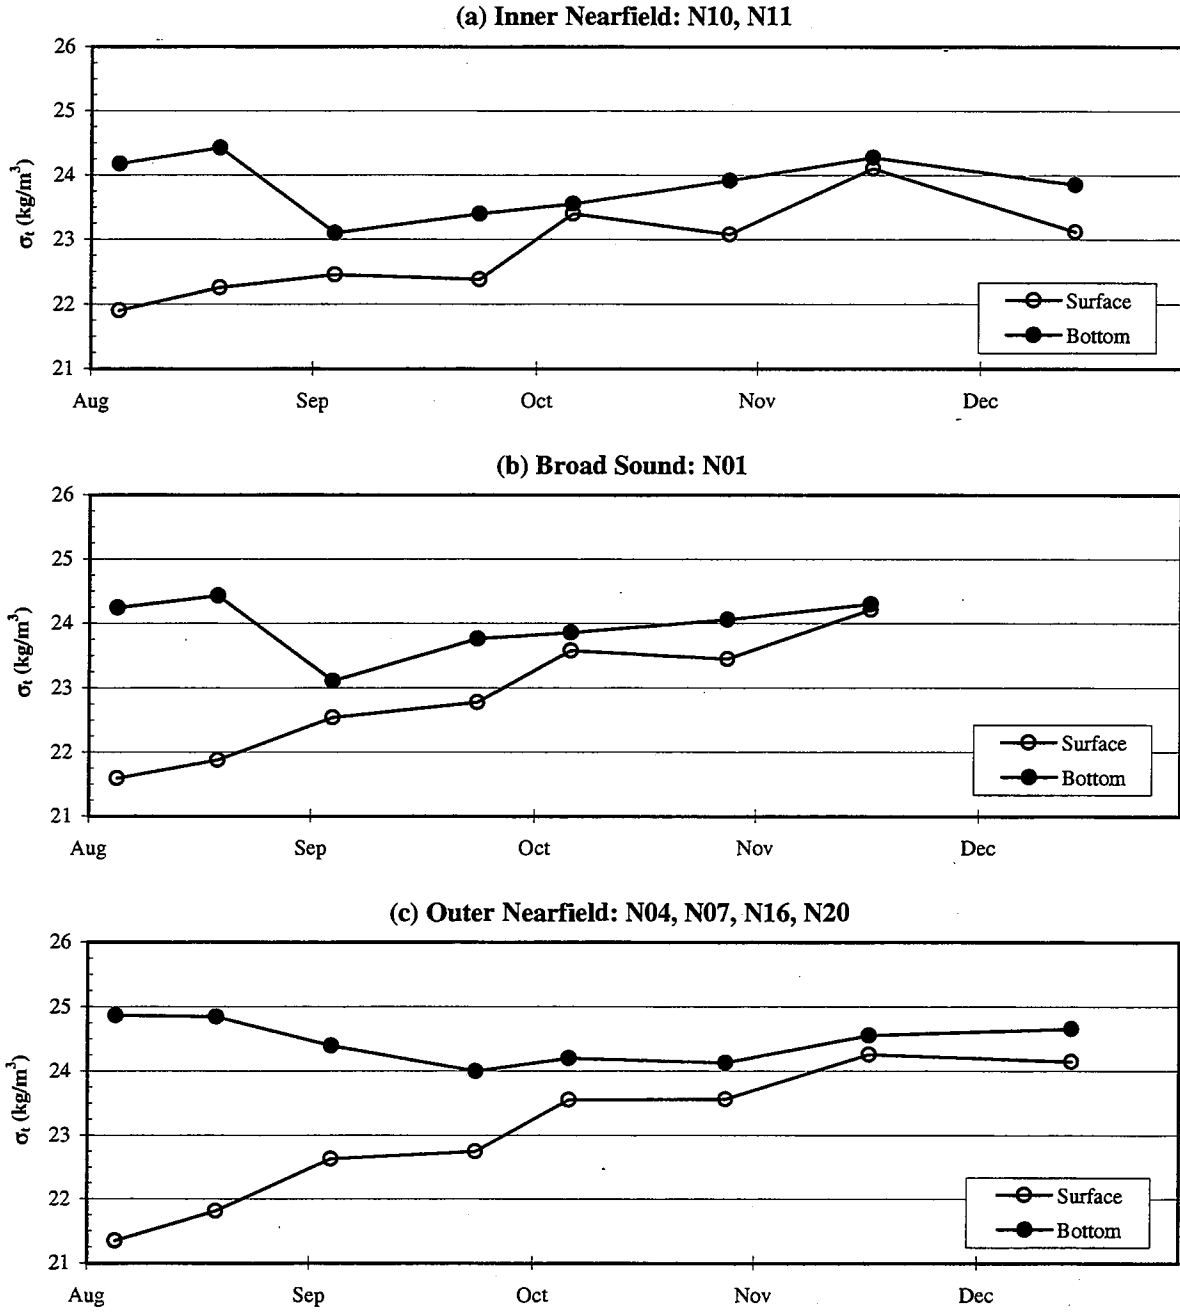 (a) Inner Nearfield: N10, N11
26
25
24
23
22
21
σt (kg/m³)
Surface
Bottom
Aug Sep Oct Nov Dec
(b) Broad Sound: N01
26
25
24
23
22
21
σt (kg/m³)
Surface
Bottom
Aug Sep Oct Nov Dec
(c) Outer Nearfield: N04, N07, N16, N20
26
25
24
23
22
21
σt (kg/m³)
Surface
Bottom
Aug Sep Oct Nov Dec